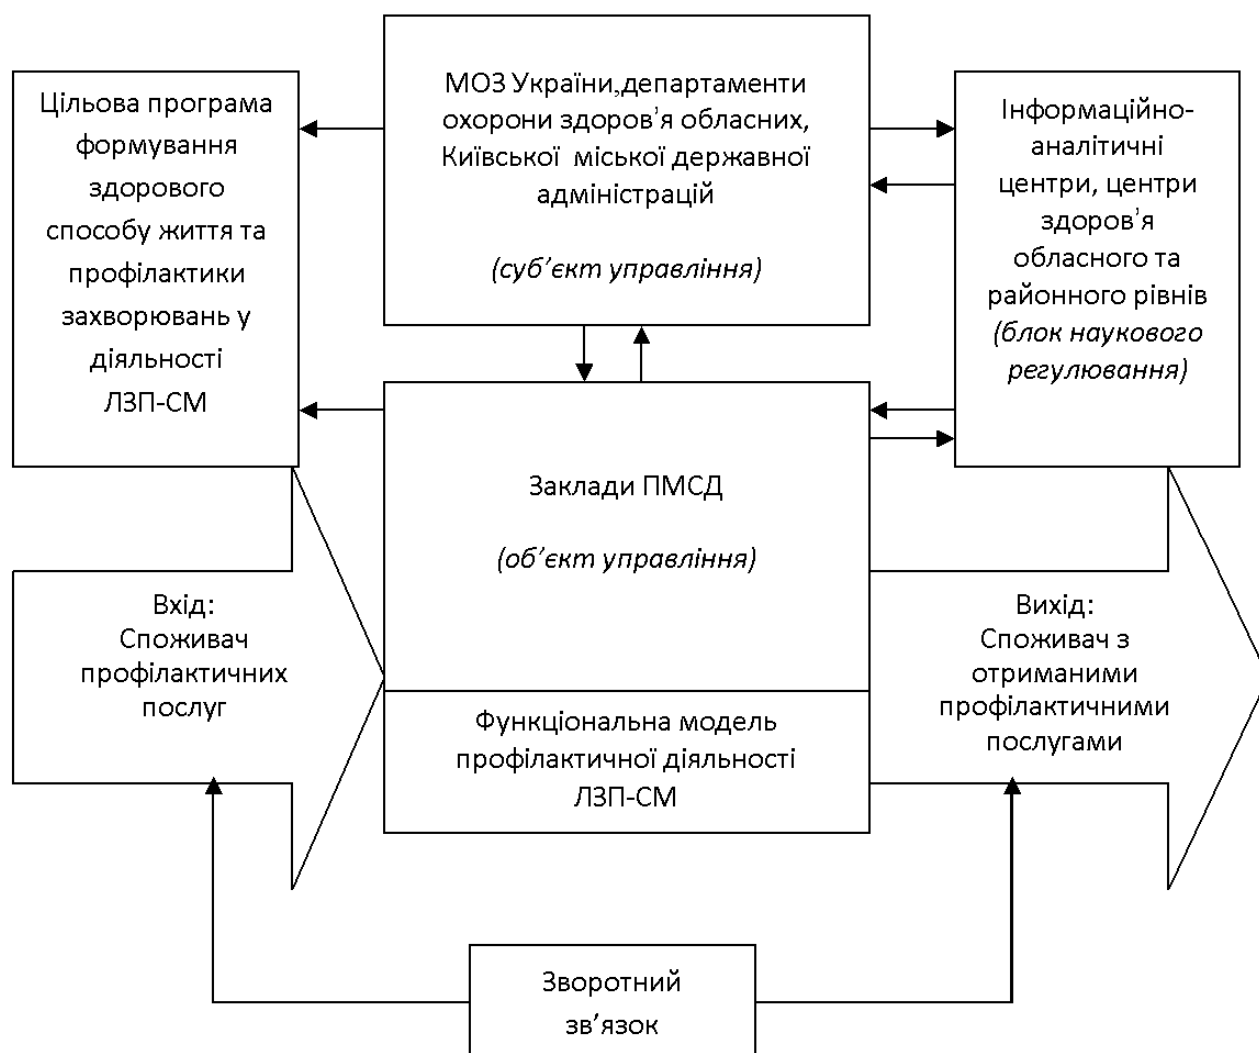 Цільова програма
формування
здорового
способу життя та
профілактики
захворювань у
діяльності
ЛЗП-СМ
МОЗ України,департаменти
охорони здоров’я обласних,
Київської міської державної
адміністрацій
(суб’єкт управління)
Інформаційно-
аналітичні
центри, центри
здоров’я
обласного та
районного рівнів
(блок наукового
регулювання)
Заклади ПМСД
(об’єкт управління)
Вхід:
Споживач
профілактичних
послуг
Функціональна модель
профілактичної діяльності
ЛЗП-СМ
Вихід:
Споживач з
отриманими
профілактичними
послугами
Зворотний
зв’язок